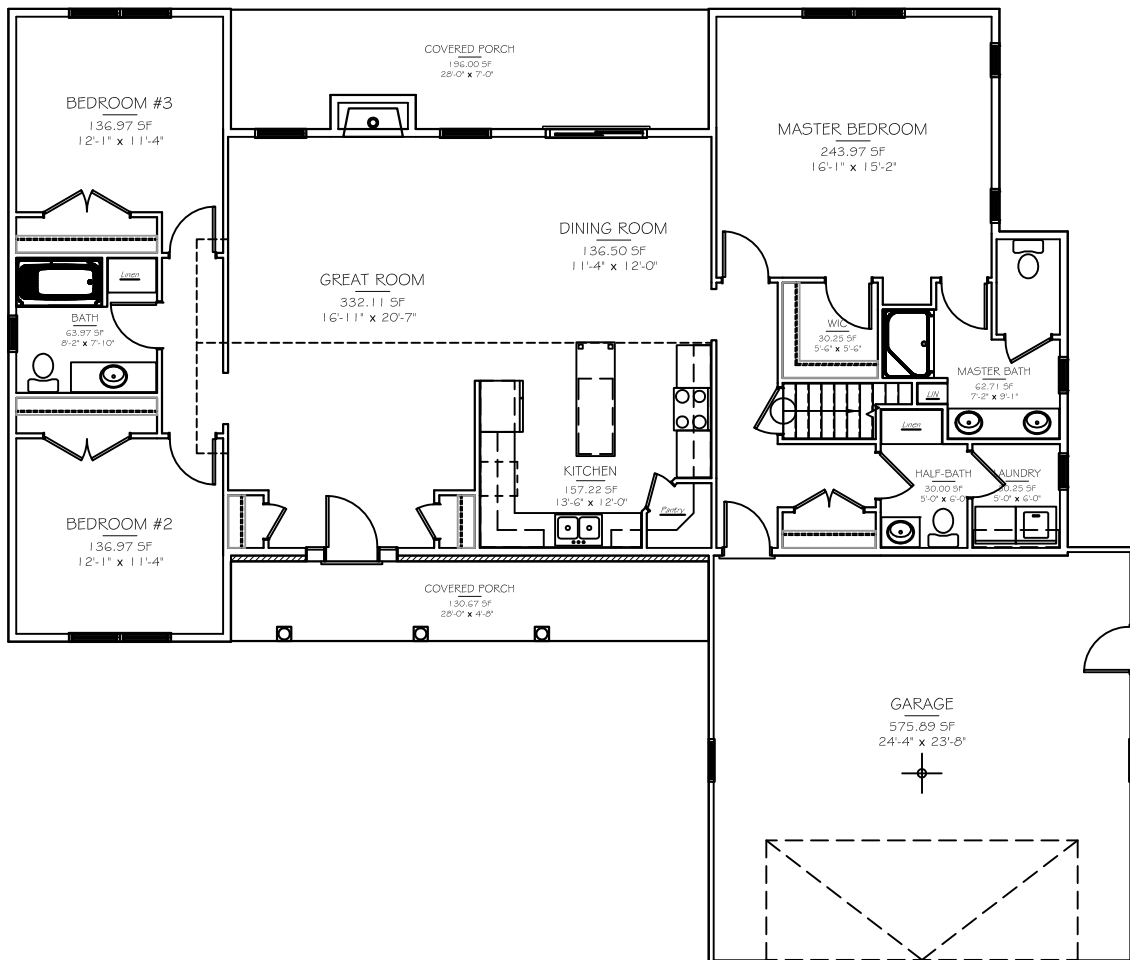 COVERED PORCH
196.00 SF
28'-0" x 7'-0"
BEDROOM #3
136.97 SF
12'-1" x 11'-4"
MASTER BEDROOM
243.97 SF
16'-1" x 15'-2"
DINING ROOM
136.50 SF
11'-4" x 12'-0"
GREAT ROOM
332.11 SF
16'-11" x 20'-7"
Linen
BATH
63.97 SF
8'-2" x 7'-10"
WIC
30.25 SF
5'-6" x 5'-6"
MASTER BATH
62.71 SF
7'-2" x 9'-1"
LIN
Linen
KITCHEN
157.22 SF
13'-6" x 12'-0"
Pantry
HALF-BATH
30.00 SF
5'-0" x 6'-0"
LAUNDRY
30.25 SF
5'-0" x 6'-0"
BEDROOM #2
136.97 SF
12'-1" x 11'-4"
COVERED PORCH
130.67 SF
28'-0" x 4'-8"
GARAGE
575.89 SF
24'-4" x 23'-8"